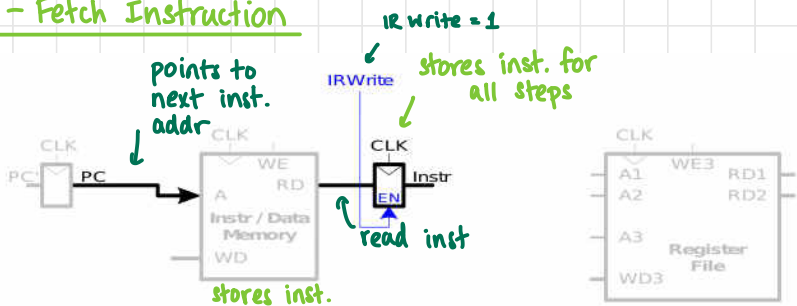 - Fetch Instruction
IR Write = 1
points to
next inst.
addr
IRWrite
stores inst. for
all steps
CLK
CLK
CLK
CLK
PC'
PC
WE
RD
A
EN
Instr
Instr / Data
Memory
WD
read inst
stores inst.
WE3
A1
RD1
A2
RD2
A3
Register
File
WD3